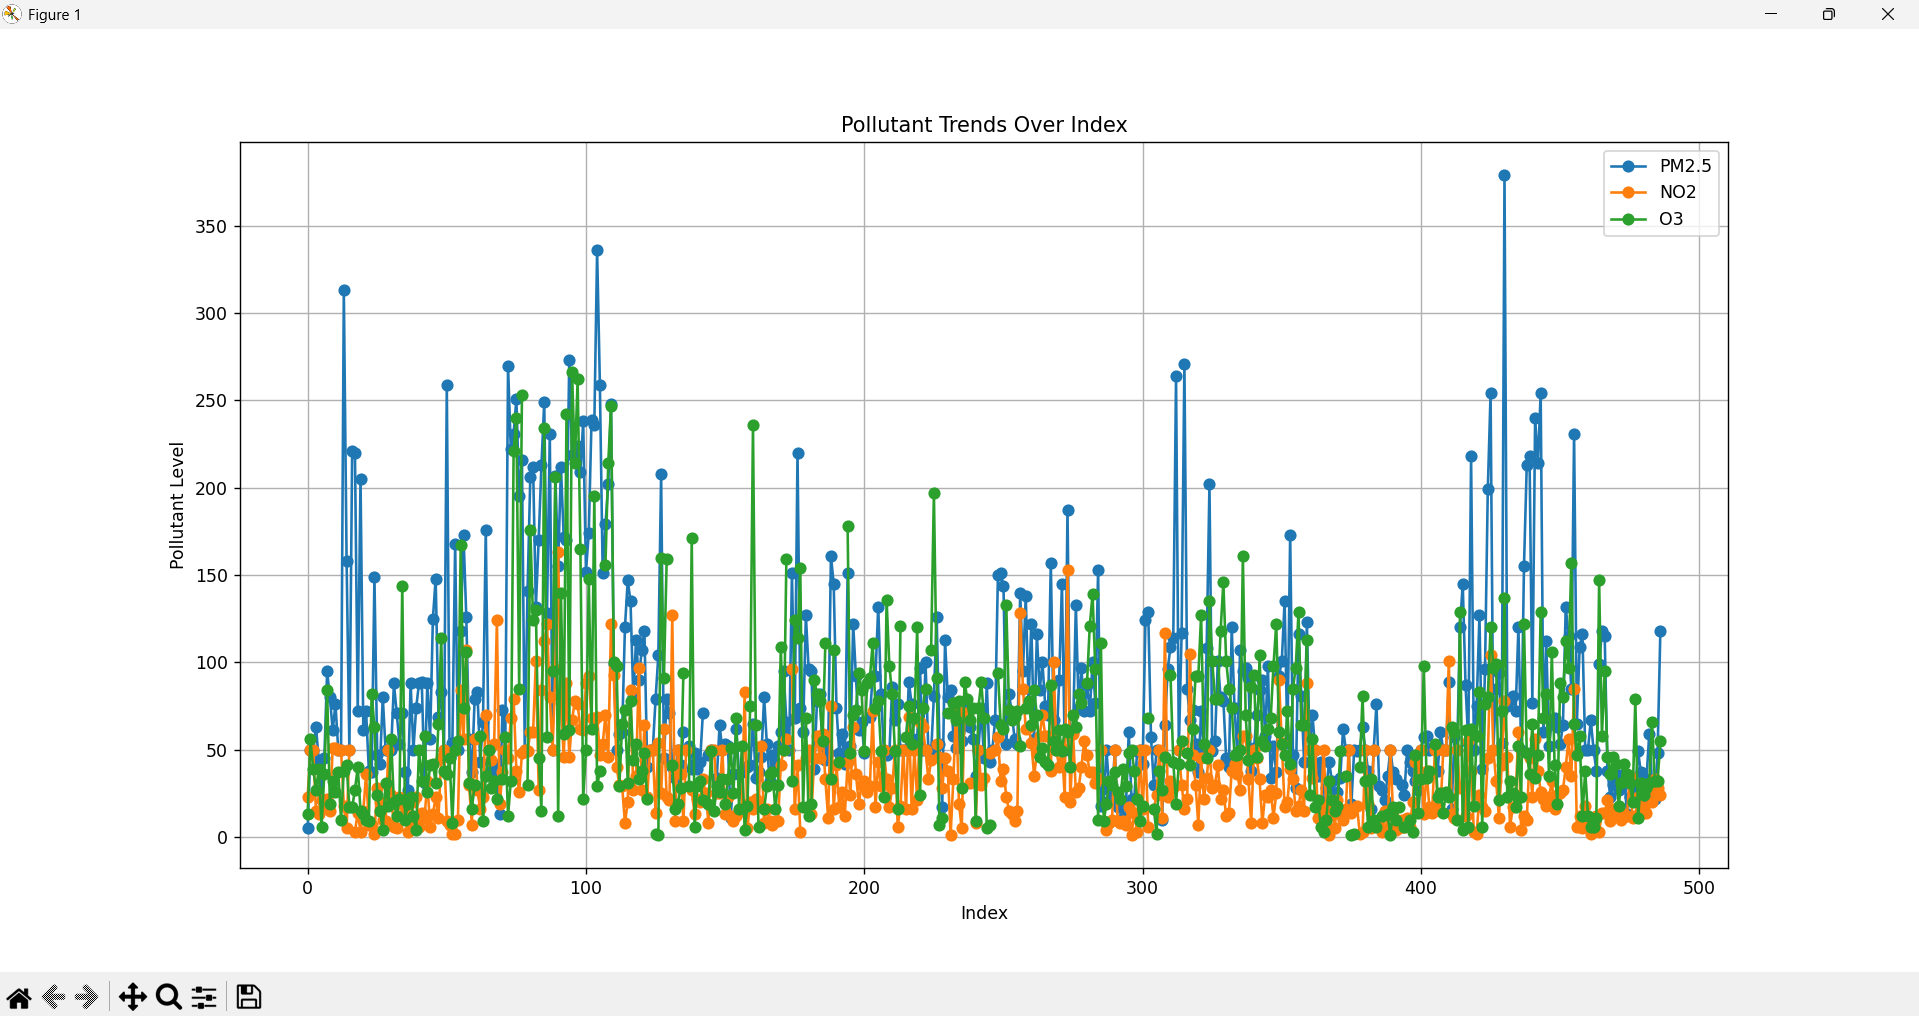 Figure 1
Pollutant Trends Over Index
PM2.5
NO2
O3
Pollutant Level
350
300
250
200
150
100
50
0
0 100 200 300 400 500
Index